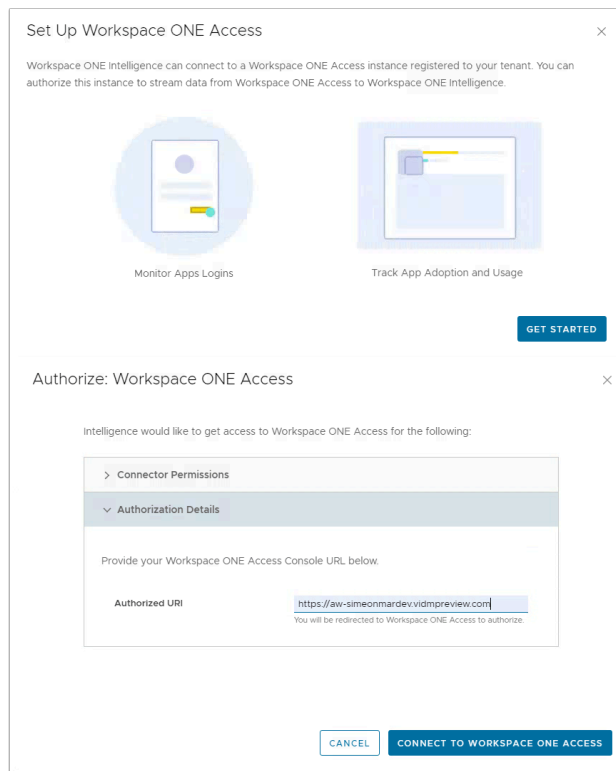 Set Up Workspace ONE Access
Workspace ONE Intelligence can connect to a Workspace ONE Access instance registered to your tenant. You can
authorize this instance to stream data from Workspace ONE Access to Workspace ONE Intelligence.
Monitor Apps Logins
Track App Adoption and Usage
GET STARTED
Authorize: Workspace ONE Access
Intelligence would like to get access to Workspace ONE Access for the following:
Connector Permissions
Authorization Details
Provide your Workspace ONE Access Console URL below.
Authorized URI
https://aw-simeonmardev.vidmpreview.com
You will be redirected to Workspace ONE Access to authorize.
CANCEL
CONNECT TO WORKSPACE ONE ACCESS